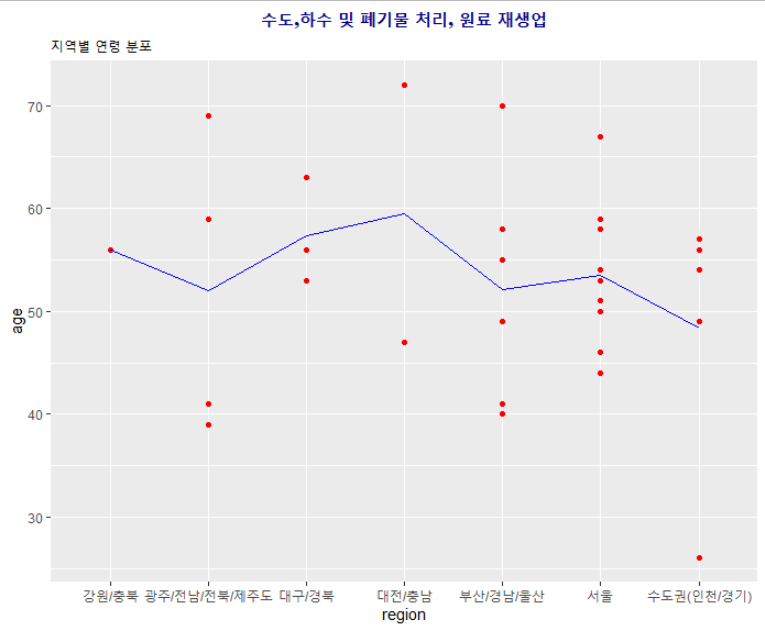 수도,하수 및 폐기물 처리, 원료 재생업
지역별 연령 분포
70
60
50
40
30
age
강원/충북 광주/전남/전북/제주도 대구/경북 대전/충남 부산/경남/울산 서울 수도권(인천/경기)
region